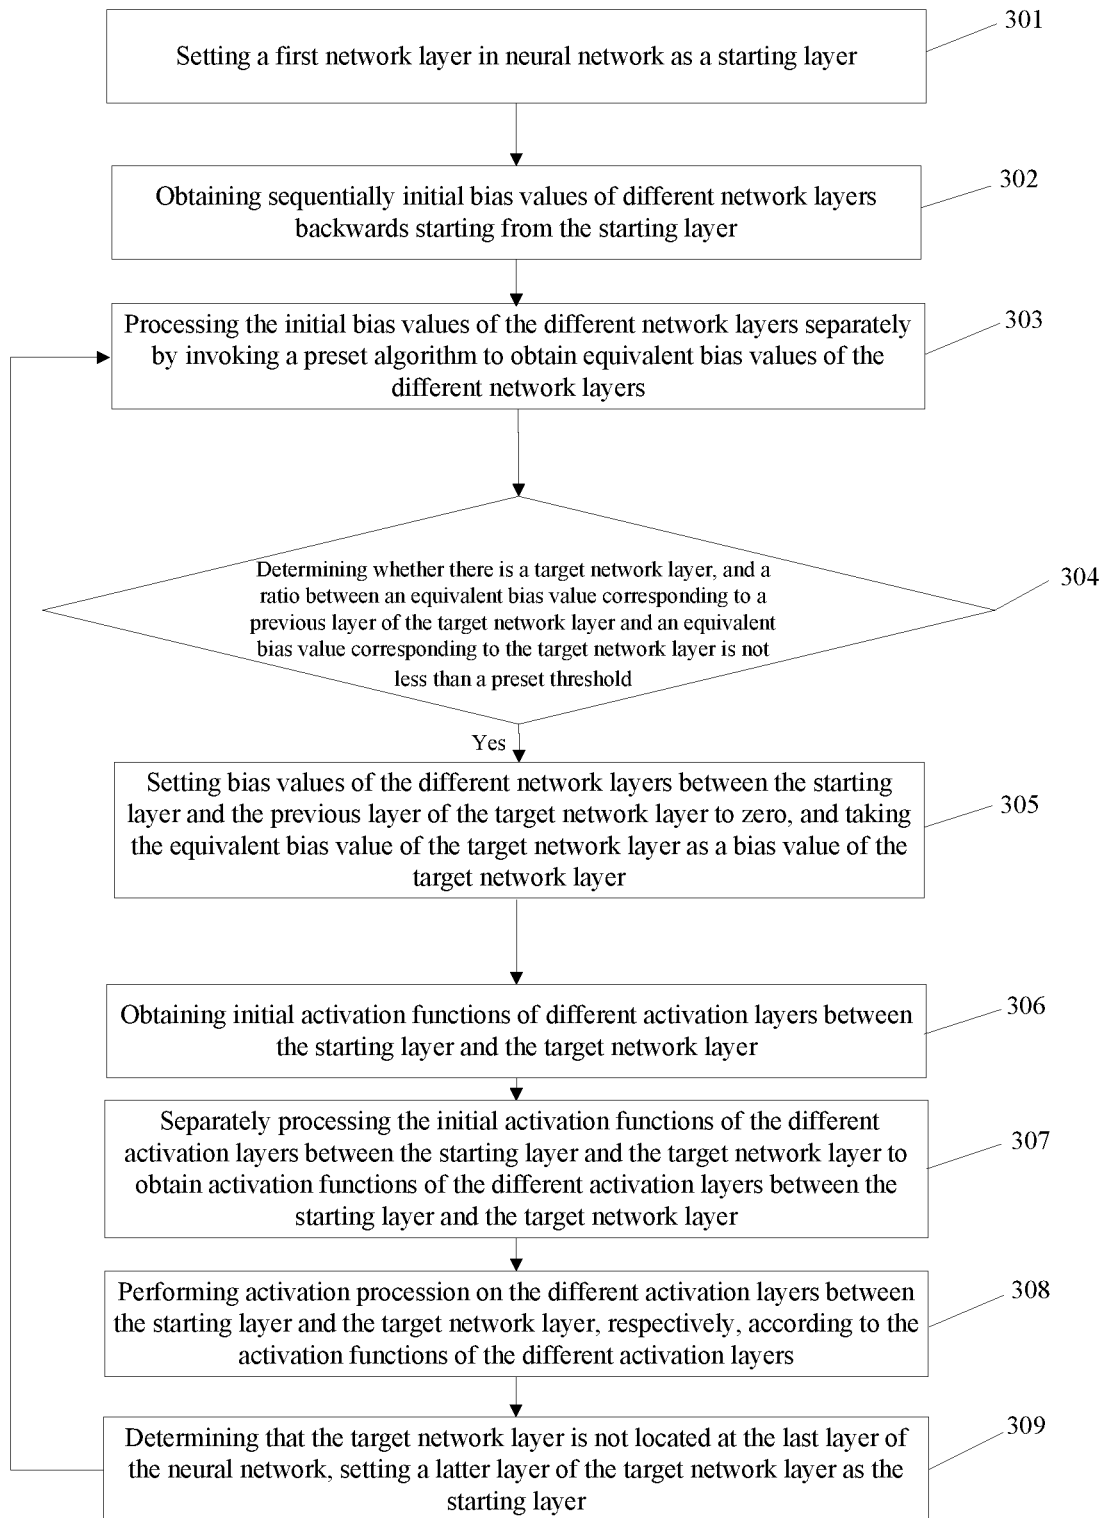 301
Setting a first network layer in neural network as a starting layer
302
Obtaining sequentially initial bias values of different network layers
backwards starting from the starting layer
303
Processing the initial bias values of the different network layers separately
by invoking a preset algorithm to obtain equivalent bias values of the
different network layers
304
Determining whether there is a target network layer, and a
ratio between an equivalent bias value corresponding to a
previous layer of the target network layer and an equivalent
bias value corresponding to the target network layer is not
less than a preset threshold
Yes
305
Setting bias values of the different network layers between the starting
layer and the previous layer of the target network layer to zero, and taking
the equivalent bias value of the target network layer as a bias value of the
target network layer
306
Obtaining initial activation functions of different activation layers between
the starting layer and the target network layer
307
Separately processing the initial activation functions of the different
activation layers between the starting layer and the target network layer to
obtain activation functions of the different activation layers between the
starting layer and the target network layer
308
Performing activation procession on the different activation layers between
the starting layer and the target network layer, respectively, according to the
activation functions of the different activation layers
309
Determining that the target network layer is not located at the last layer of
the neural network, setting a latter layer of the target network layer as the
starting layer